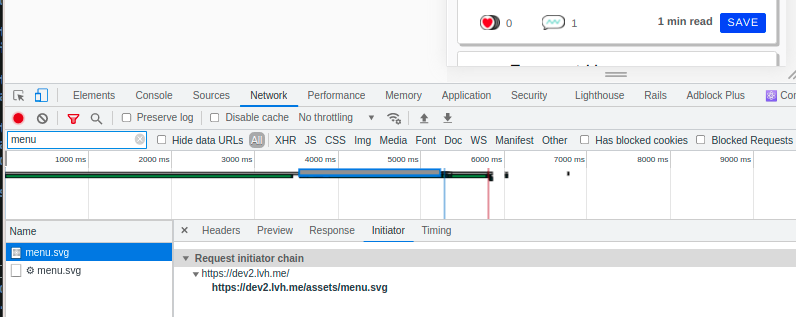 0 1 1 min read SAVE
Elements Console Sources Network Performance Memory Application Security Lighthouse Rails Adblock Plus
Preserve log Disable cache No throttling
menu Hide data URLs All XHR JS CSS Img Media Font Doc WS Manifest Other Has blocked cookies Blocked Requests
1000 ms 2000 ms 3000 ms 4000 ms 5000 ms 6000 ms 7000 ms 8000 ms 9000 ms
Name Headers Preview Response Initiator Timing
menu.svg
menu.svg
Request initiator chain
https://dev2.lvh.me/
https://dev2.lvh.me/assets/menu.svg